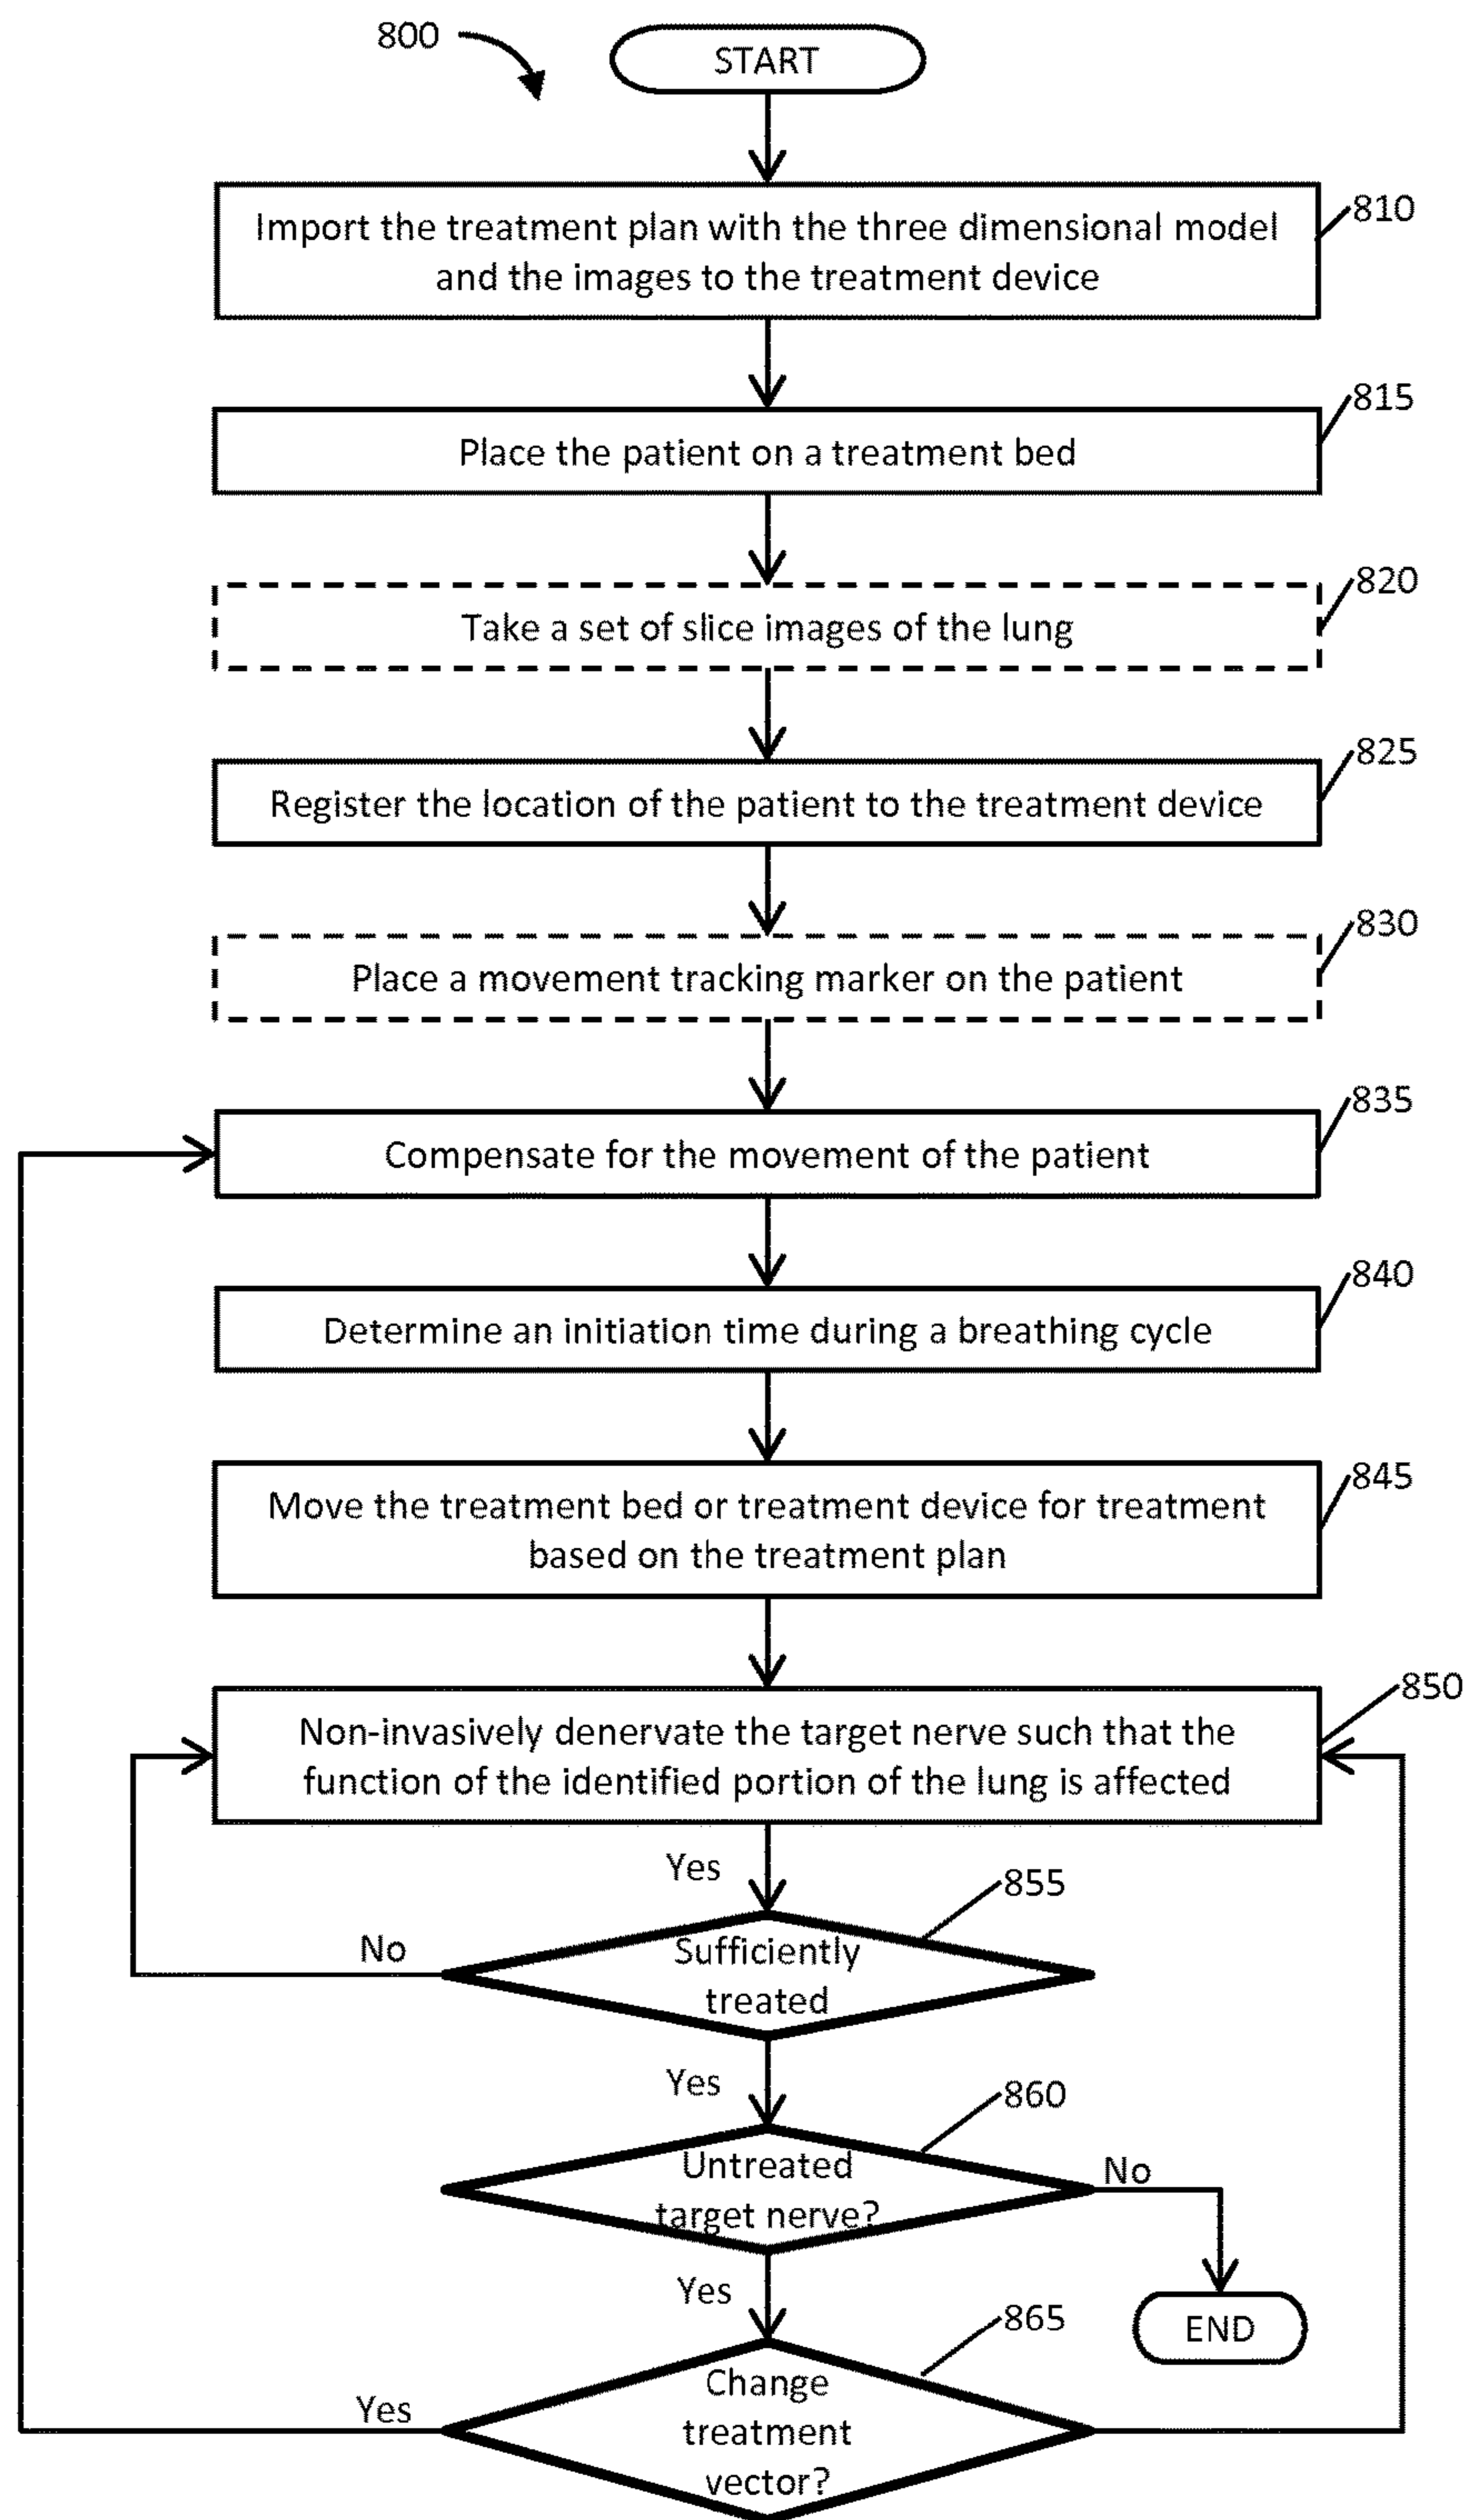 800
START
Import the treatment plan with the three dimensional model
and the images to the treatment device
810
Place the patient on a treatment bed
815
Take a set of slice images of the lung
820
Register the location of the patient to the treatment device
825
Place a movement tracking marker on the patient
830
Compensate for the movement of the patient
835
Determine an initiation time during a breathing cycle
840
Move the treatment bed or treatment device for treatment
based on the treatment plan
845
Non-invasively denervate the target nerve such that the
function of the identified portion of the lung is affected
850
Yes
855
No
Sufficiently
treated
Yes
860
Untreated
target nerve?
No
Yes
865
END
Change
treatment
vector?
Yes